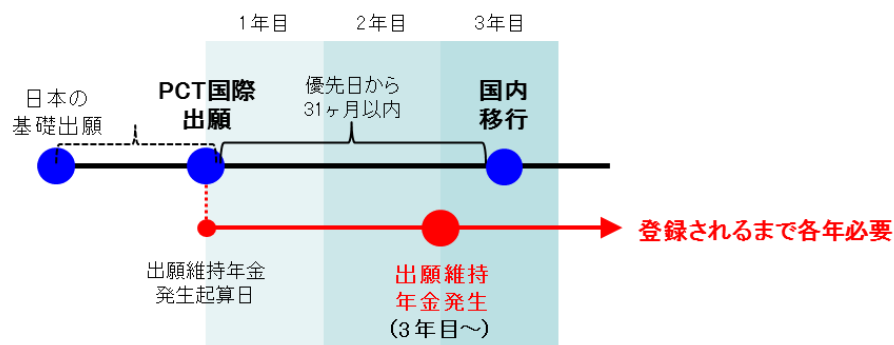 1年目
2年目
3年目
日本の
基礎出願
PCT国際
出願
優先日から
31ヶ月以内
国内
移行
登録されるまで各年必要
出願維持年金
発生起算日
出願維持
年金発生
(3年目～)